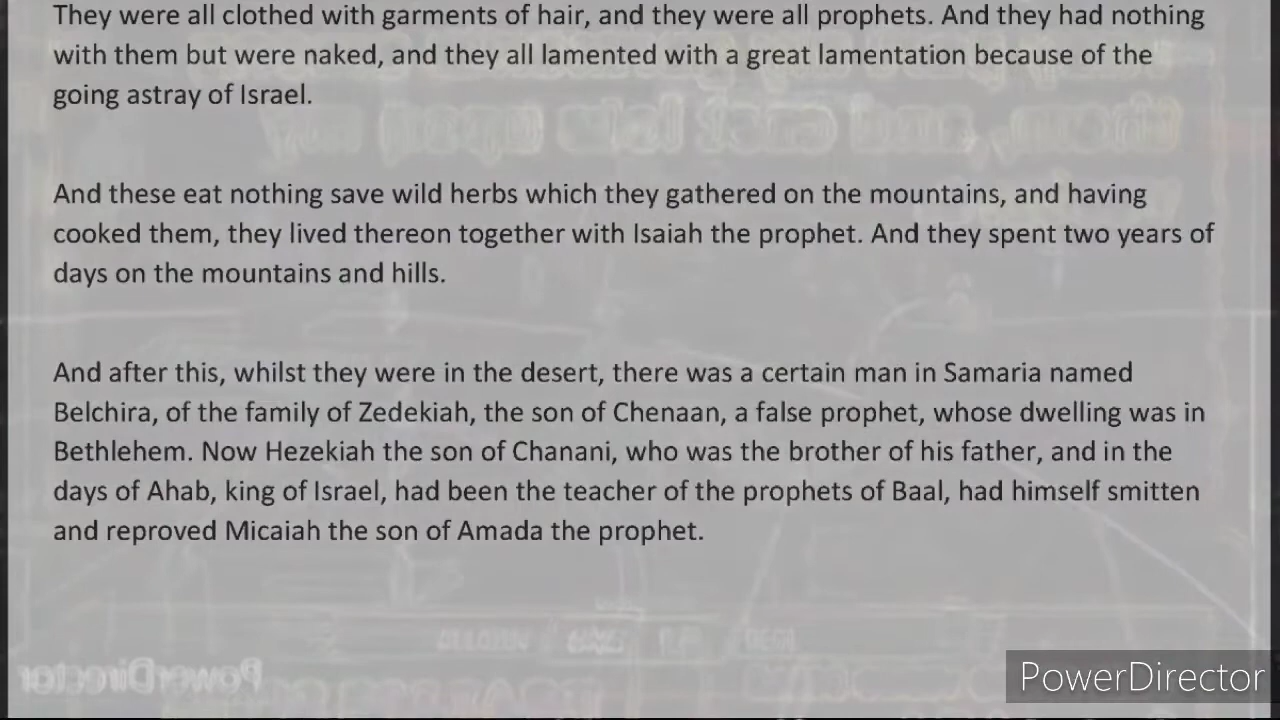 They were all clothed with garments of hair, and they were all prophets. And they had nothing
with them but were naked, and they all lamented with a great lamentation because of the
going astray of Israel.
And these eat nothing save wild herbs which they gathered on the mountains, and having
cooked them, they lived thereon together with Isaiah the prophet. And they spent two years of
days on the mountains and hills.
And after this, whilst they were in the desert, there was a certain man in Samaria named
Belchira, of the family of Zedekiah, the son of Chenaan, a false prophet, whose dwelling was in
Bethlehem. Now Hezekiah the son of Chanani, who was the brother of his father, and in the
days of Ahab, king of Israel, had been the teacher of the prophets of Baal, had himself smitten
and reproved Micaiah the son of Amada the prophet.
PowerDirector
PowerDirector